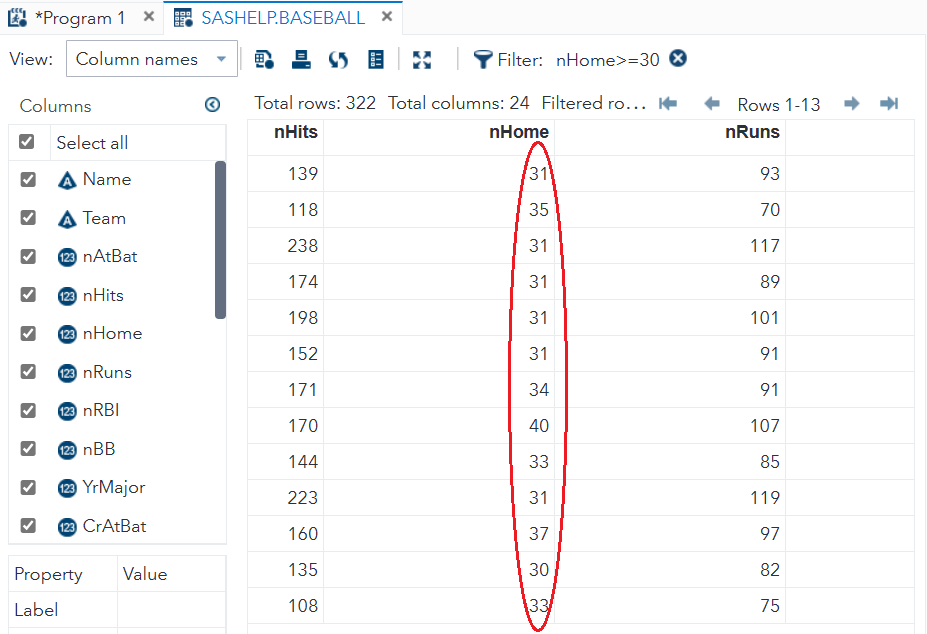 *Program 1 × SASHELP.BASEBALL ×
View: Column names Filter: nHome>=30
Columns
Total rows: 322 Total columns: 24 Filtered ro... Rows 1-13
Select all
Name
Team
nAtBat
nHits
nHome
nRuns
nRBI
nBB
YrMajor
CrAtBat
Property Value
Label
nHits nHome nRuns
139 31 93
118 35 70
238 31 117
174 31 89
198 31 101
152 31 91
171 34 91
170 40 107
144 33 85
223 31 119
160 37 97
135 30 82
108 33 75